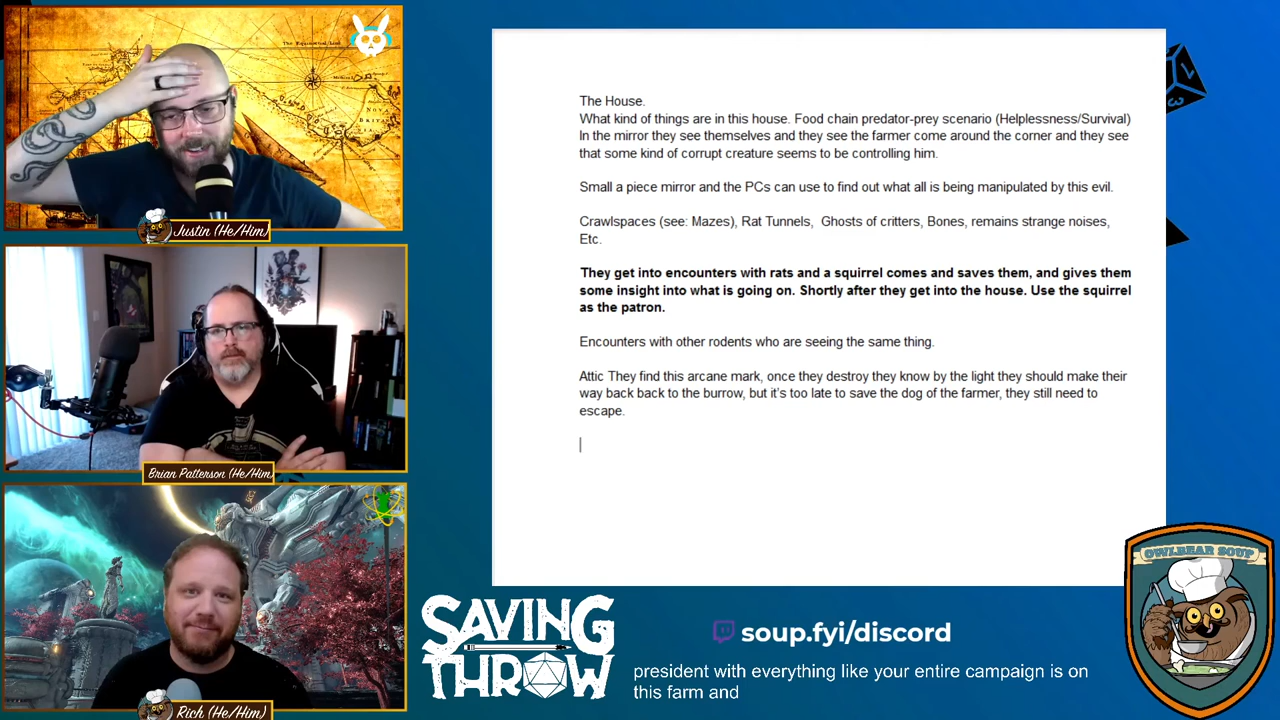 The Equinoctial Line
NOVA
BRITA
Justin (He/Him)
Brian Patterson (He/Him)
Rich (He/Him)
The House.
What kind of things are in this house. Food chain predator-prey scenario (Helplessness/Survival)
In the mirror they see themselves and they see the farmer come around the corner and they see
that some kind of corrupt creature seems to be controlling him.
Small a piece mirror and the PCs can use to find out what all is being manipulated by this evil.
Crawlspaces (see: Mazes), Rat Tunnels,  Ghosts of critters, Bones, remains strange noises,
Etc.
They get into encounters with rats and a squirrel comes and saves them, and gives them
some insight into what is going on. Shortly after they get into the house. Use the squirrel
as the patron.
Encounters with other rodents who are seeing the same thing.
Attic They find this arcane mark, once they destroy they know by the light they should make their
way back back to the burrow, but it's too late to save the dog of the farmer, they still need to
escape.
SAVING
THROW
soup.fyi/discord
president with everything like your entire campaign is on
this farm and
OWLBEAR SOUP